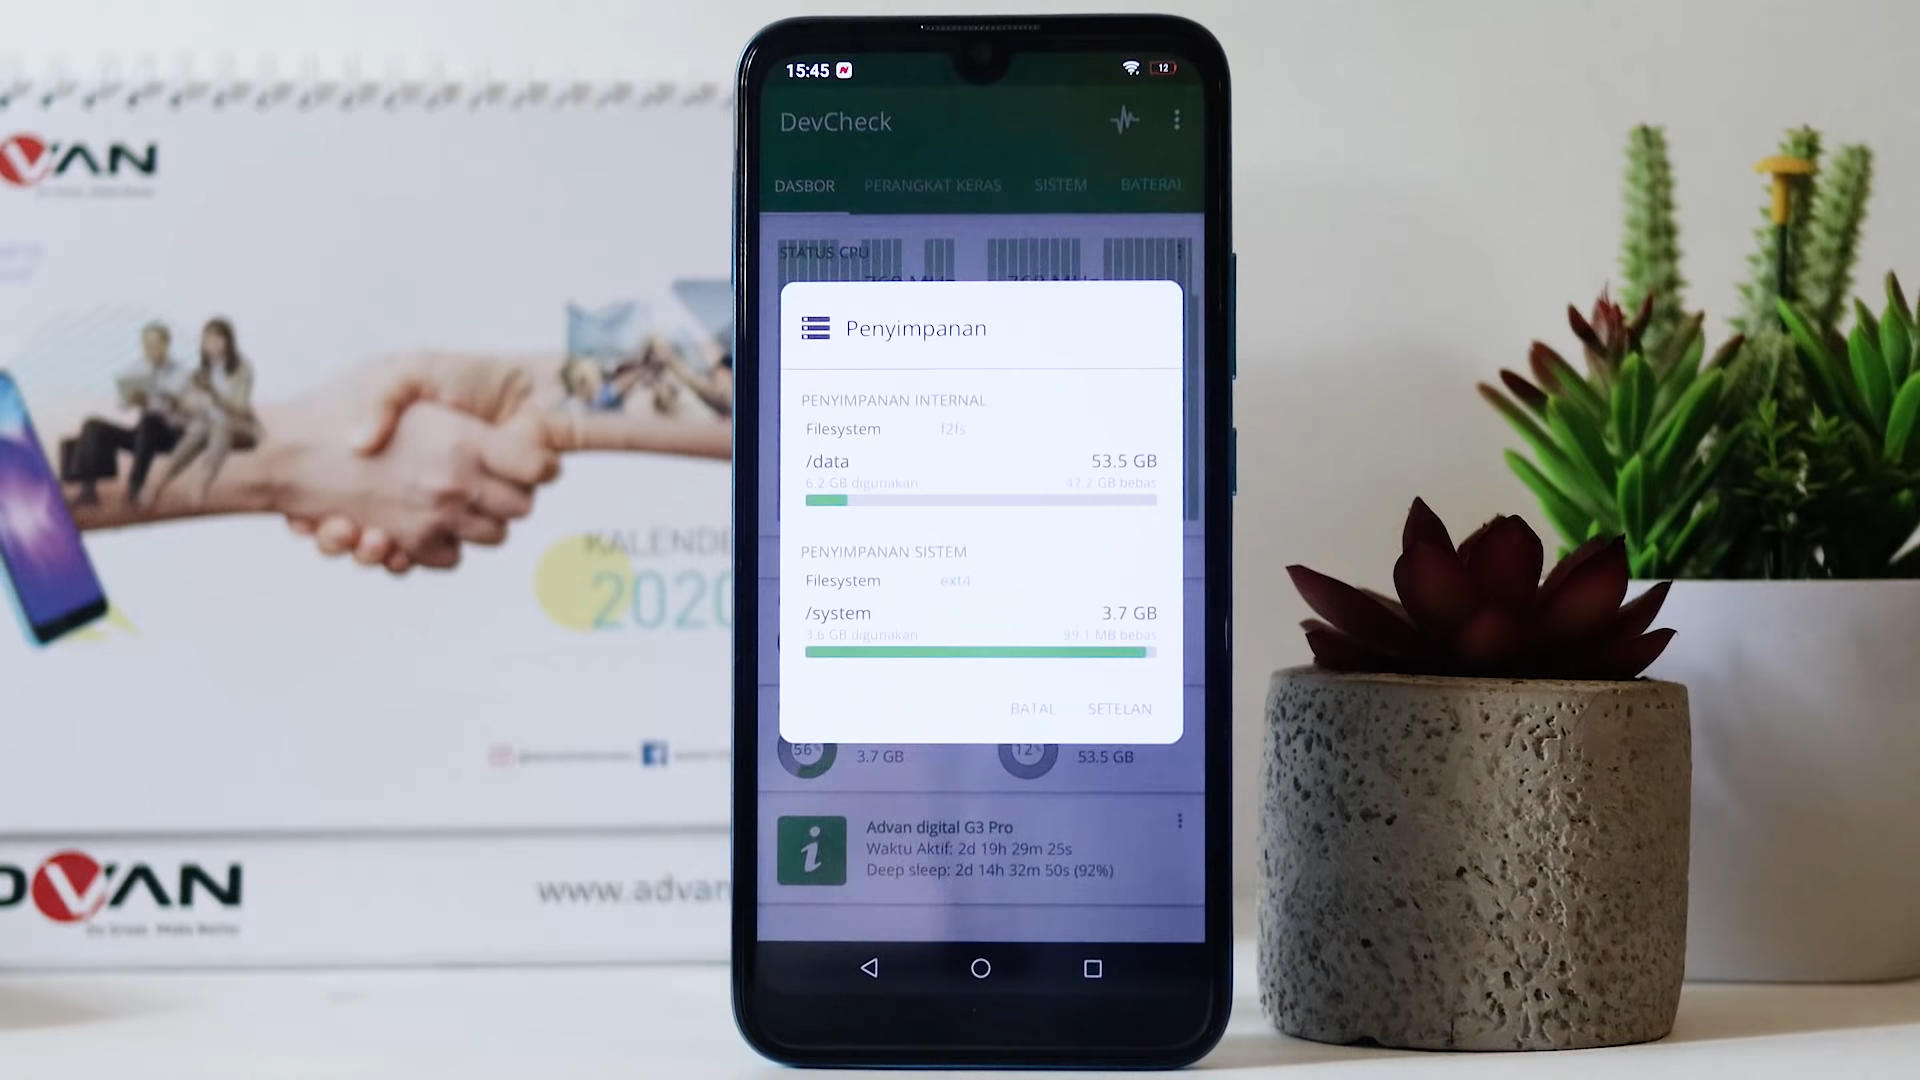 VAN
KALENDE
2020
ADVAN
www.advan
15:45
12
DevCheck
DASBOR PERANGKAT KERAS SISTEM BATERAI
STATUS CPU
Penyimpanan
PENYIMPANAN INTERNAL
Filesystem f2fs
/data 53.5 GB
6.2 GB digunakan 47.2 GB bebas
PENYIMPANAN SISTEM
Filesystem ext4
/system 3.7 GB
3.6 GB digunakan 99.1 MB bebas
BATAL SETELAN
56% 3.7 GB 12% 53.5 GB
Advan digital G3 Pro
Waktu Aktif: 2d 19h 29m 25s
Deep sleep: 2d 14h 32m 50s (92%)